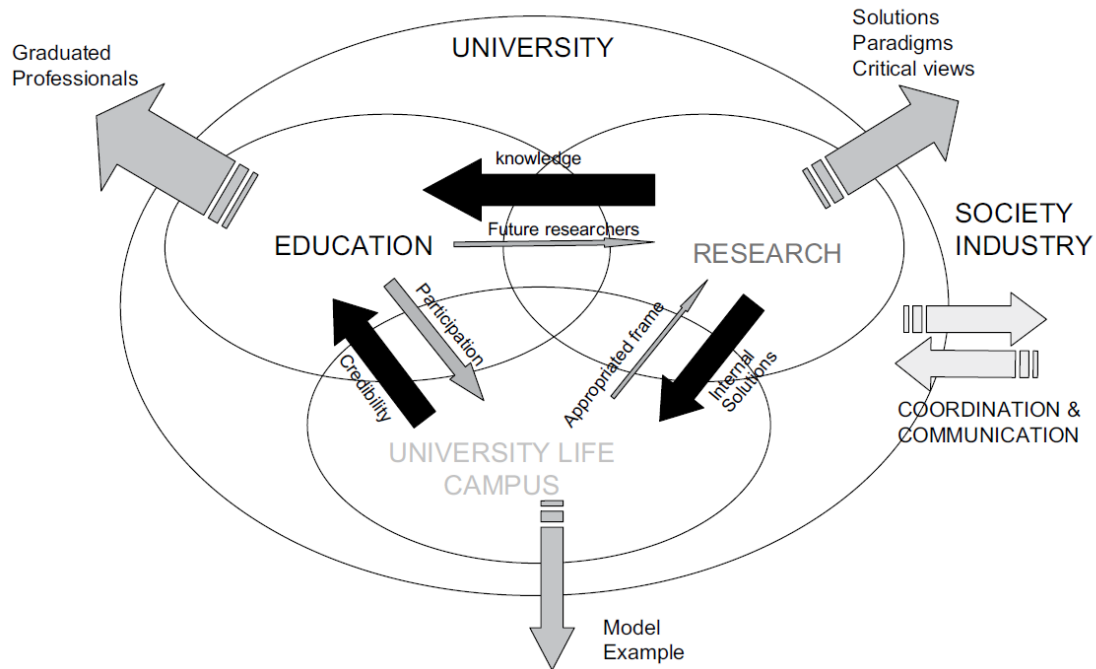 UNIVERSITY
Graduated
Professionals
Solutions
Paradigms
Critical views
knowledge
Future researchers
EDUCATION
RESEARCH
SOCIETY
INDUSTRY
Participation
Credibility
Appropriated frame
Internal
Solutions
COORDINATION &
COMMUNICATION
UNIVERSITY LIFE
CAMPUS
Model
Example